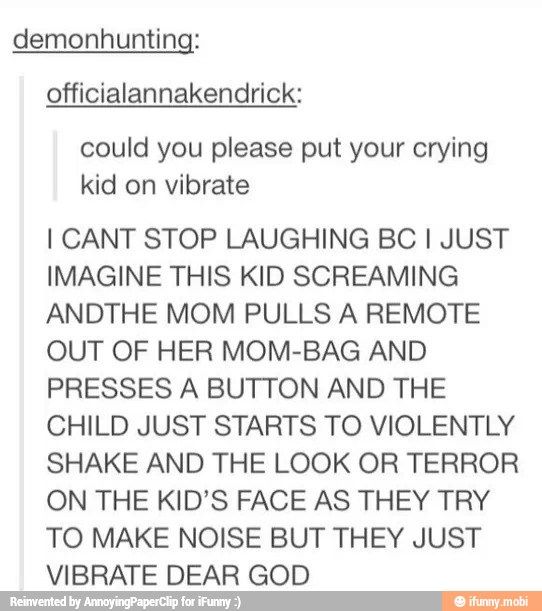 demonhunting:
officialannakendrick:
could you please put your crying
kid on vibrate
I CANT STOP LAUGHING BC I JUST
IMAGINE THIS KID SCREAMING
ANDTHE MOM PULLS A REMOTE
OUT OF HER MOM-BAG AND
PRESSES A BUTTON AND THE
CHILD JUST STARTS TO VIOLENTLY
SHAKE AND THE LOOK OR TERROR
ON THE KID'S FACE AS THEY TRY
TO MAKE NOISE BUT THEY JUST
VIBRATE DEAR GOD
Reinvented by AnnoyingPaperClip for iFunny :)
ifunny.mobi